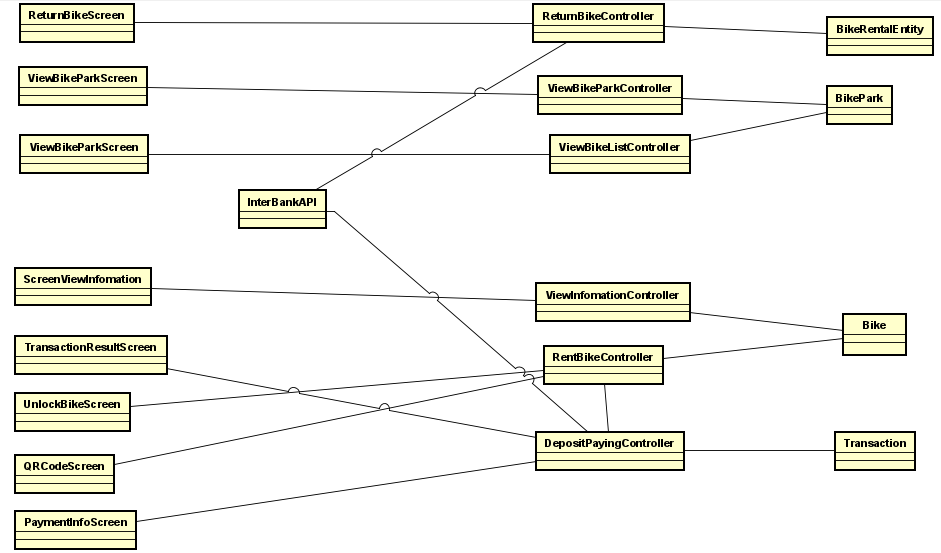 ReturnBikeScreen
ReturnBikeController
BikeRentalEntity
ViewBikeParkScreen
ViewBikeParkController
BikePark
ViewBikeParkScreen
ViewBikeListController
InterBankAPI
ScreenViewInfomation
ViewInfomationController
Bike
TransactionResultScreen
RentBikeController
UnlockBikeScreen
DepositPayingController
Transaction
QRCodeScreen
PaymentInfoScreen